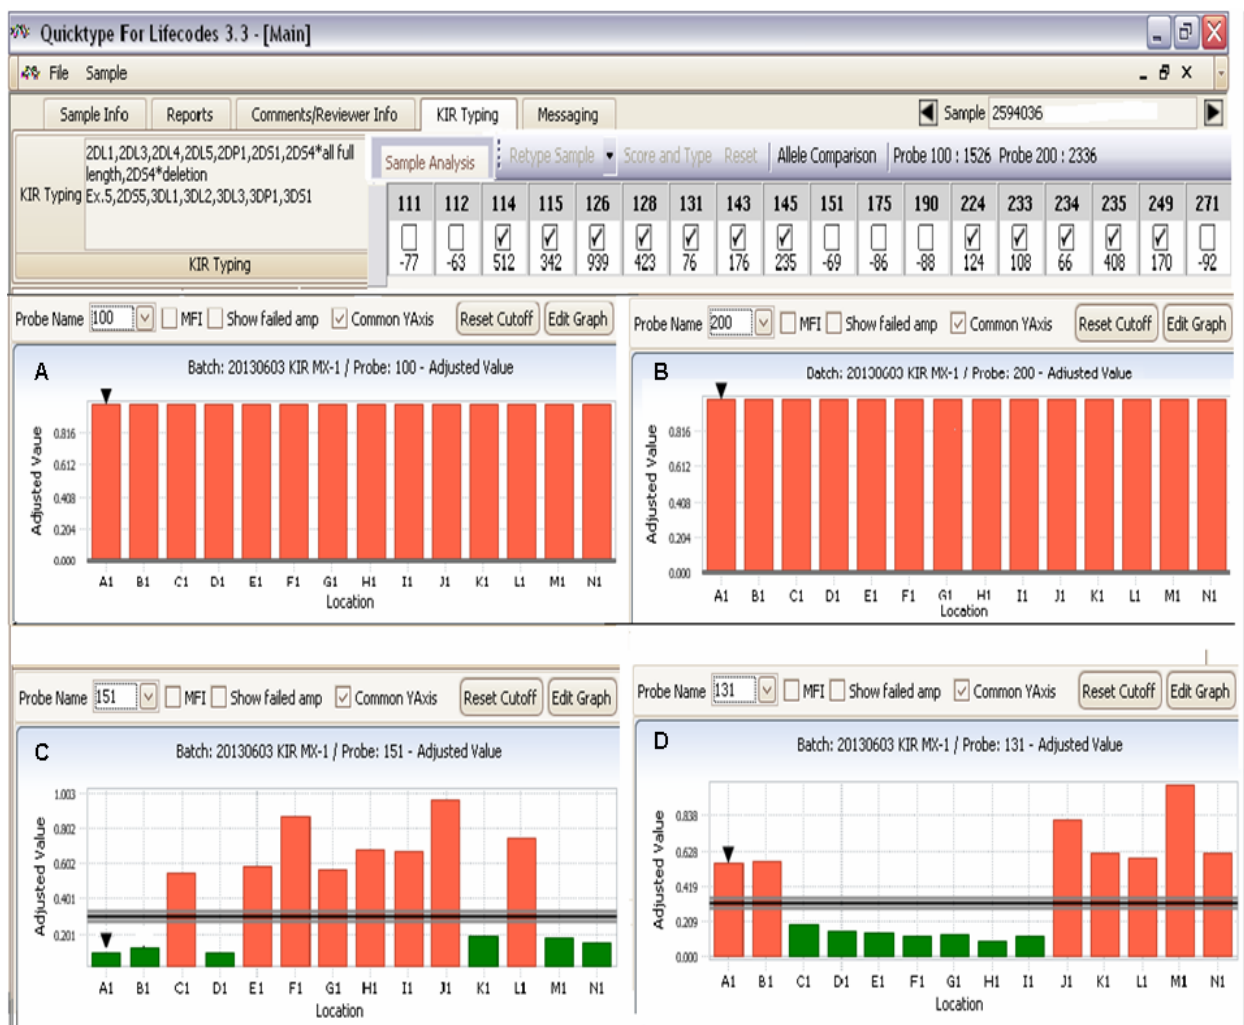 Quicktype For Lifecodes 3.3 - [Main]
File Sample
Sample Info Reports Comments/Reviewer Info KIR Typing Messaging Sample 2594036
KIR Typing
2DL1,2DL3,2DL4,2DL5,2DP1,2DS1,2DS4*all full
length,2DS4*deletion
Ex.5,2DS5,3DL1,3DL2,3DL3,3DP1,3DS1
KIR Typing
Sample Analysis Retype Sample Score and Type Reset Allele Comparison Probe 100 : 1526 Probe 200 : 2336
111 112 114 115 126 128 131 143 145 151 175 190 224 233 234 235 249 271
-77 -63 512 342 939 423 76 176 235 -69 -86 -88 124 108 66 408 170 -92
Probe Name 100 MFI Show failed amp Common YAxis Reset Cutoff Edit Graph
A
Batch: 20130603 KIR MX-1 / Probe: 100 - Adjusted Value
Adjusted Vaue
0.816
0.612
0.408
0.204
0.000
A1 B1 C1 D1 E1 F1 G1 H1 I1 J1 K1 L1 M1 N1
Location
Probe Name 200 MFI Show failed amp Common YAxis Reset Cutoff Edit Graph
B
Datch: 20130603 KIR MX-1 / Probe: 200 - Adjusted Value
Adjusted Value
0.816
0.612
0.408
0.204
0.000
A1 B1 C1 D1 E1 F1 G1 H1 I1 J1 K1 L1 M1 N1
Location
Probe Name 151 MFI Show failed amp Common YAxis Reset Cutoff Edit Graph
C
Batch: 20130603 KIR MX-1 / Probe: 151 - Adjusted Value
Adjusted Value
1.003
0.802
0.602
0.401
0.201
A1 B1 C1 D1 E1 F1 G1 H1 I1 J1 K1 L1 M1 N1
Location
Probe Name 131 MFI Show failed amp Common YAxis Reset Cutoff Edit Graph
D
Batch: 20130603 KIR MX-1 / Probe: 131 - Adjusted Value
Adjusted Value
0.838
0.628
0.419
0.209
0.000
A1 B1 C1 D1 E1 F1 G1 H1 I1 J1 K1 L1 M1 N1
Location